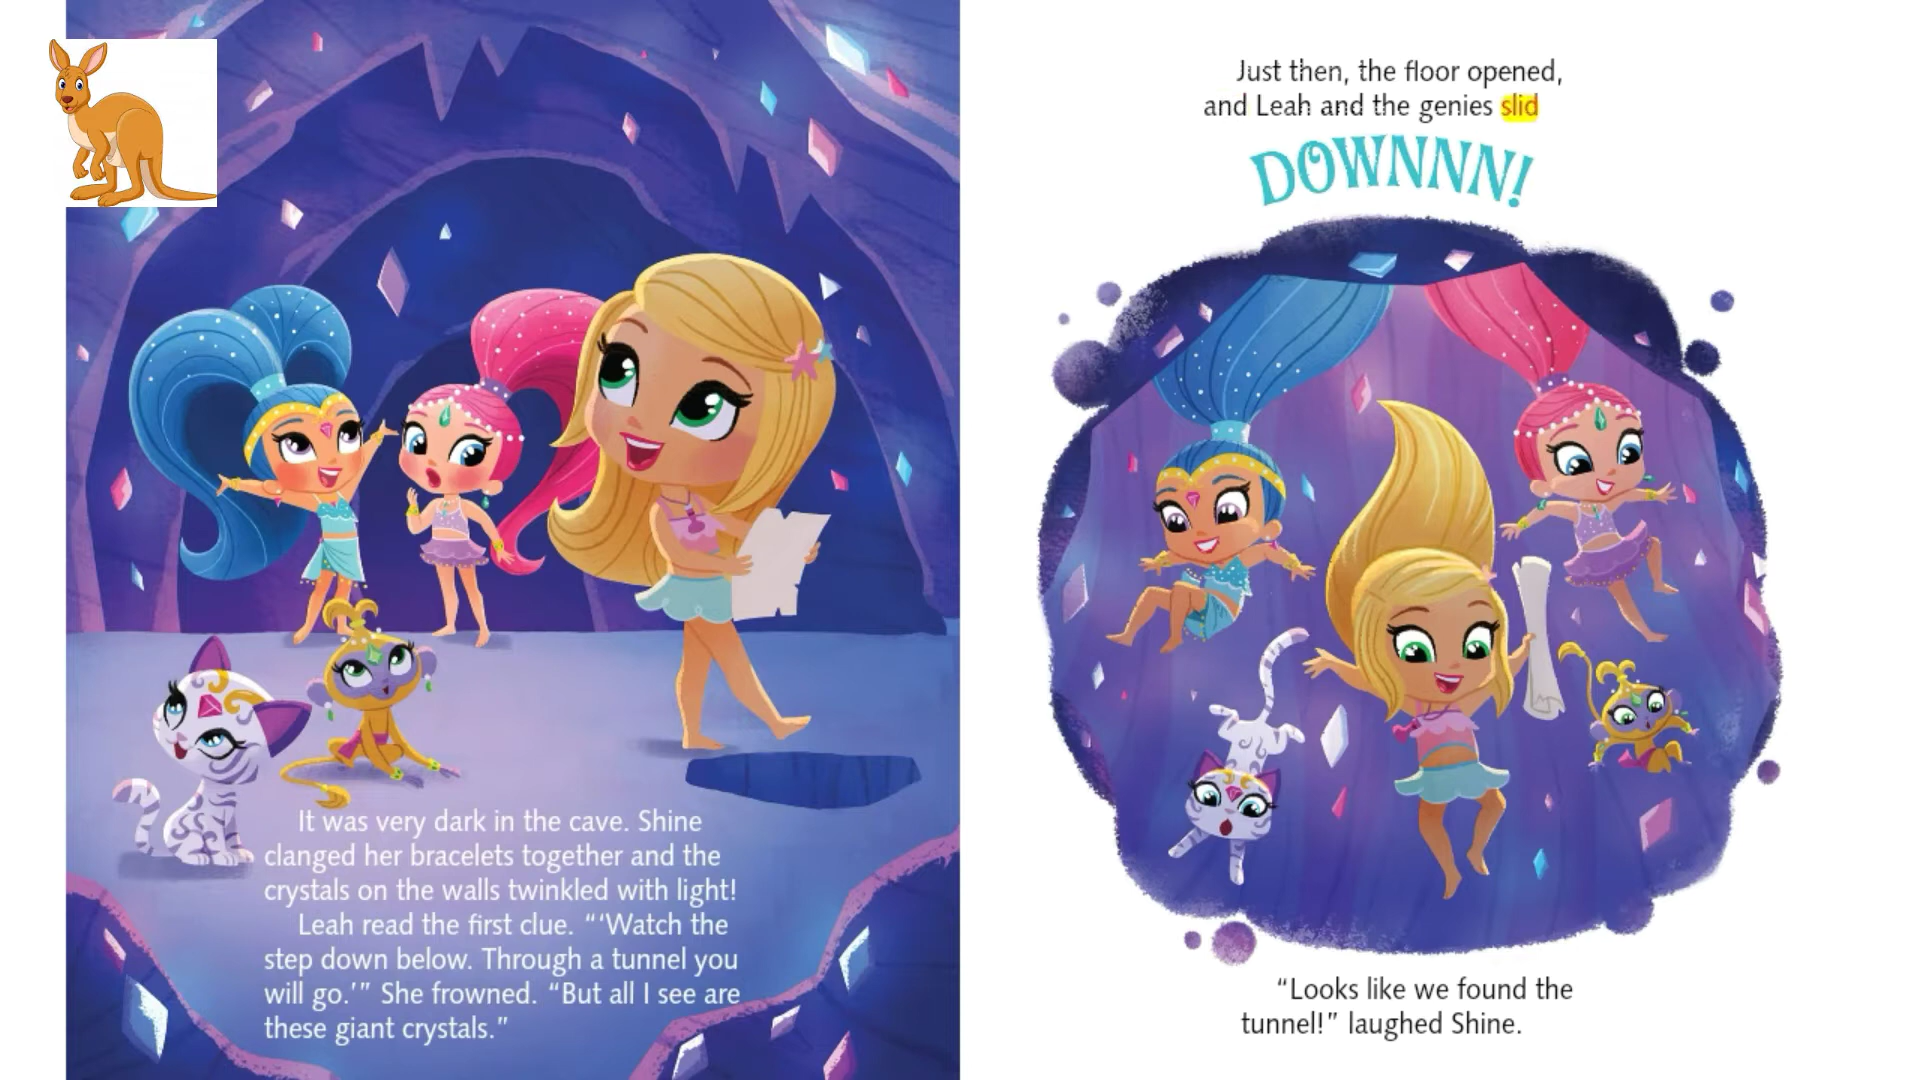 It was very dark in the cave. Shine
clanged her bracelets together and the
crystals on the walls twinkled with light!
Leah read the first clue. “‘Watch the
step down below. Through a tunnel you
will go.’” She frowned. “But all I see are
these giant crystals.”
Just then, the floor opened,
and Leah and the genies slid
DOWNNN!
“Looks like we found the
tunnel!” laughed Shine.